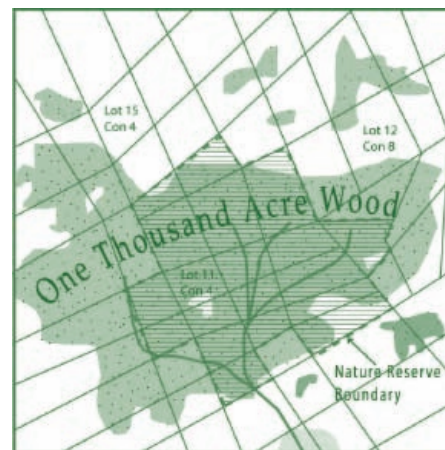 Lot 15
Con 4
Lot 12
Con 8
One Thousand Acre Wood
Lot 11
Con 4
Nature Reserve
Boundary